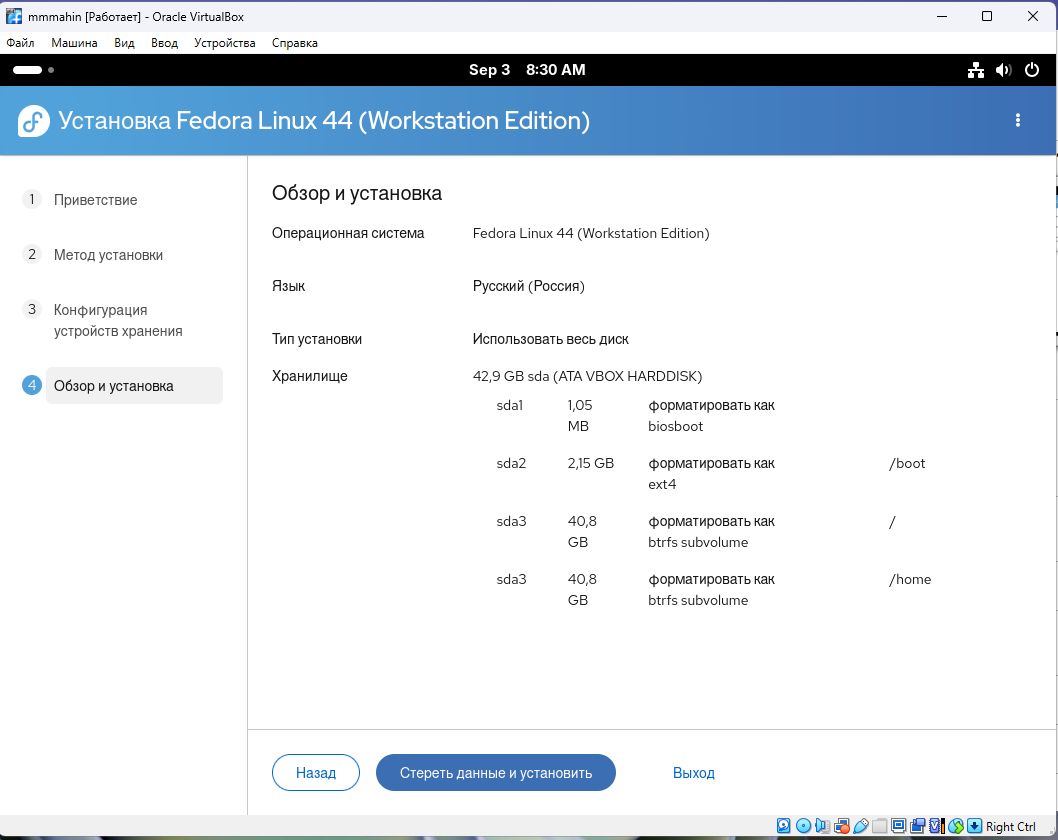 mmmahin [Работает] - Oracle VirtualBox
Файл Машина Вид Ввод Устройства Справка
Sep 3 8:30 AM
Установка Fedora Linux 44 (Workstation Edition)
1 Приветствие
2 Метод установки
3 Конфигурация
устройств хранения
4 Обзор и установка
Обзор и установка
Операционная система Fedora Linux 44 (Workstation Edition)
Язык Русский (Россия)
Тип установки Использовать весь диск
Хранилище 42,9 GB sda (ATA VBOX HARDDISK)
sda1 1,05 форматировать как
MB biosboot
sda2 2,15 GB форматировать как /boot
ext4
sda3 40,8 форматировать как /
GB btrfs subvolume
sda3 40,8 форматировать как /home
GB btrfs subvolume
Назад Стереть данные и установить Выход
Right Ctrl